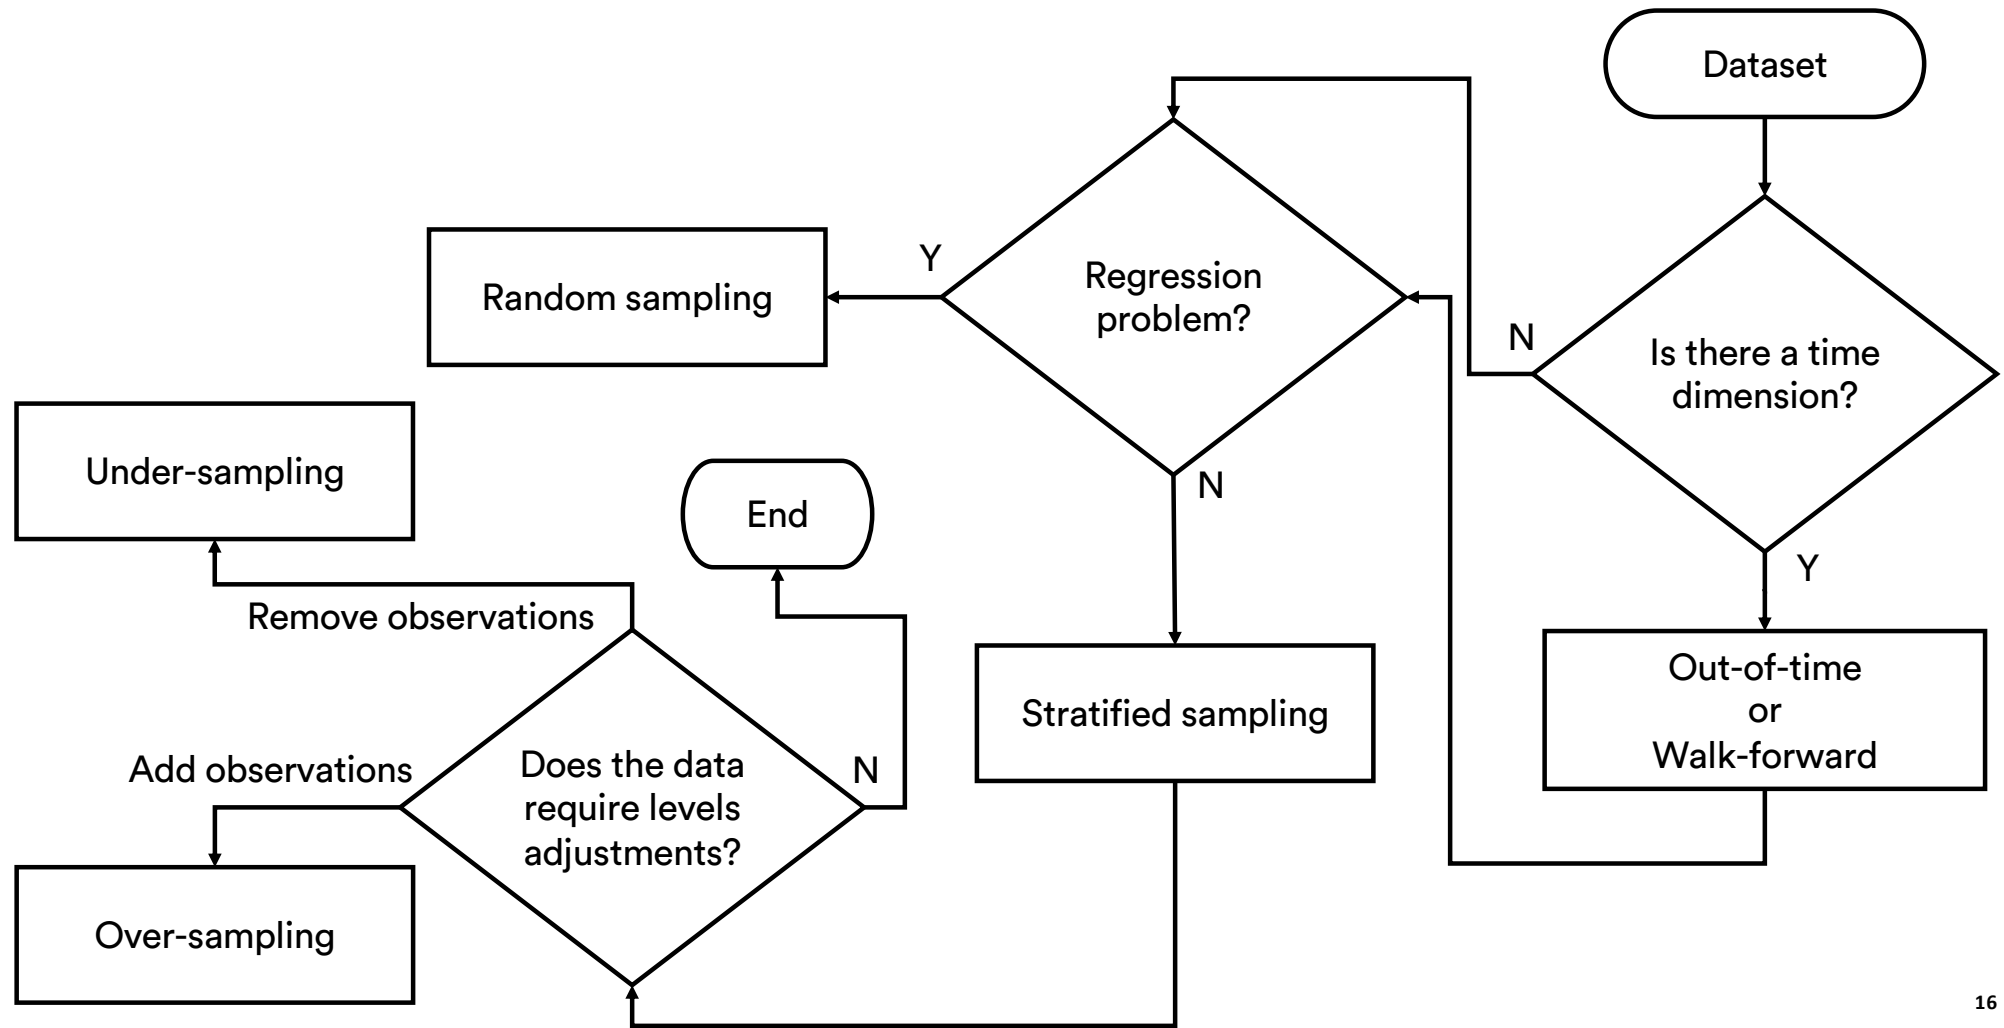 Dataset
Is there a time
dimension?
N
Y
Out-of-time
or
Walk-forward
Regression
problem?
Y
N
Random sampling
Stratified sampling
Does the data
require levels
adjustments?
N
End
Remove observations
Under-sampling
Add observations
Over-sampling
16